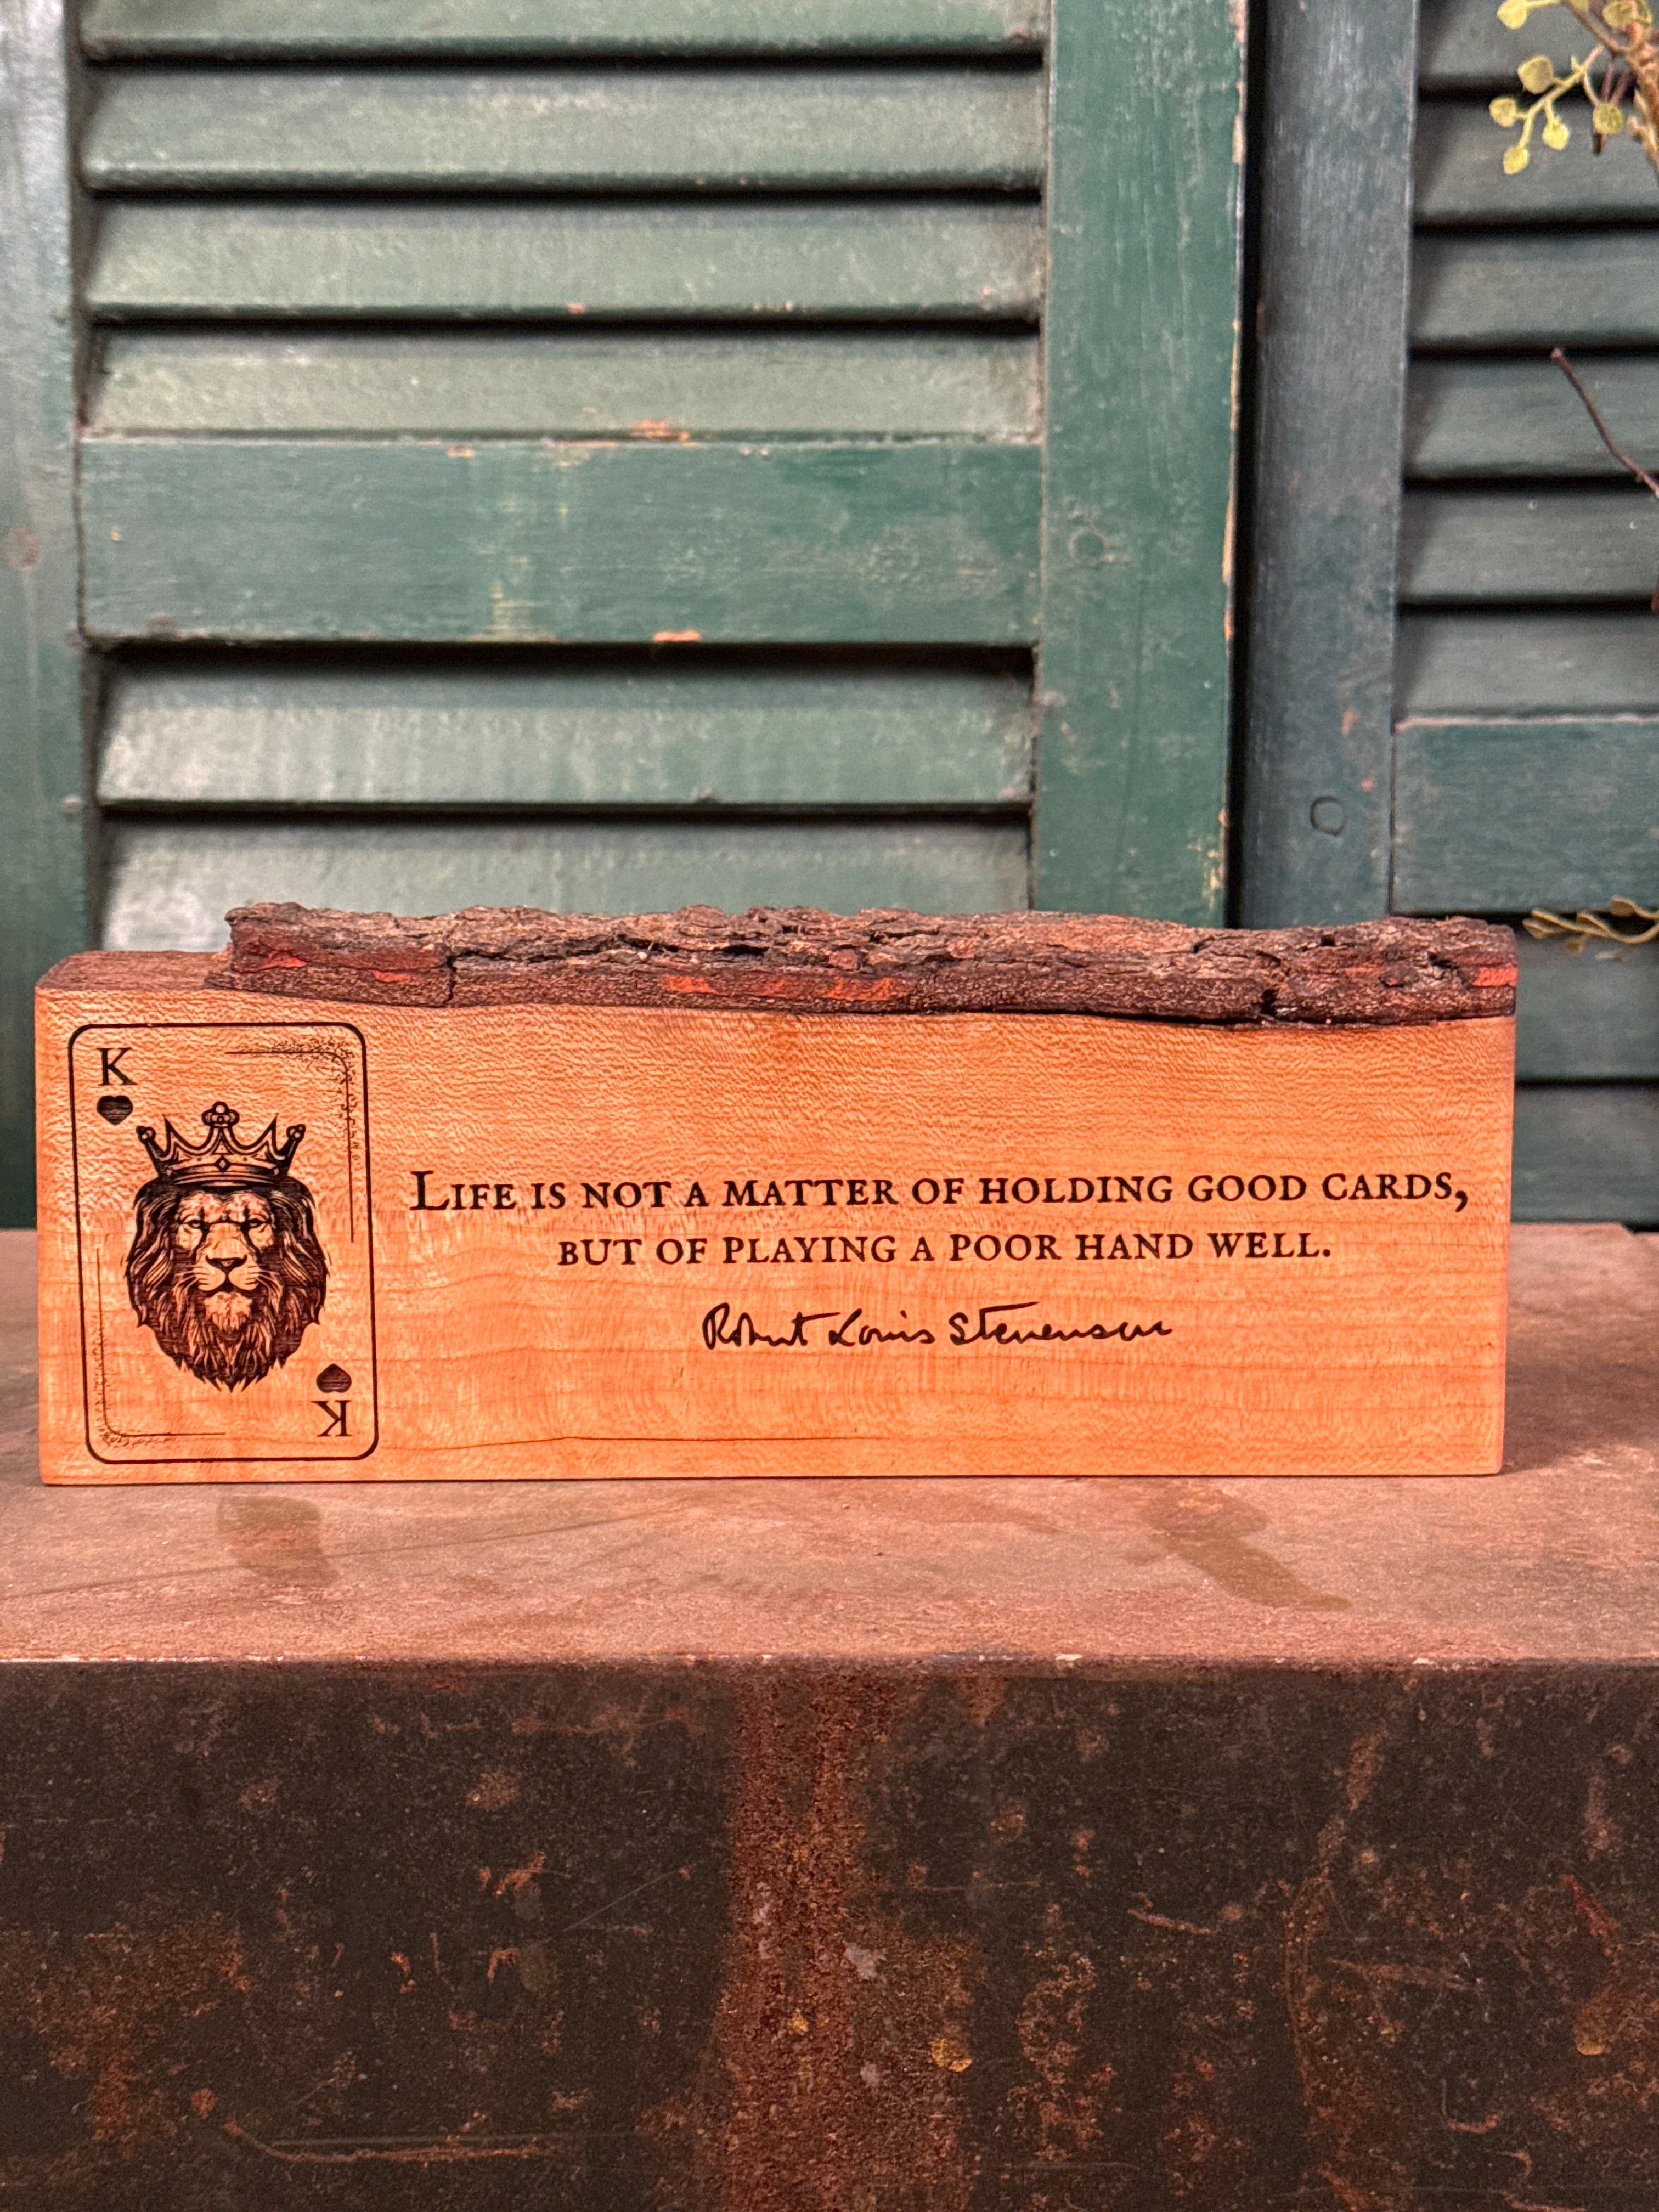 K
Life is not a matter of holding good cards,
but of playing a poor hand well.
Robert Louis Stevenson
K